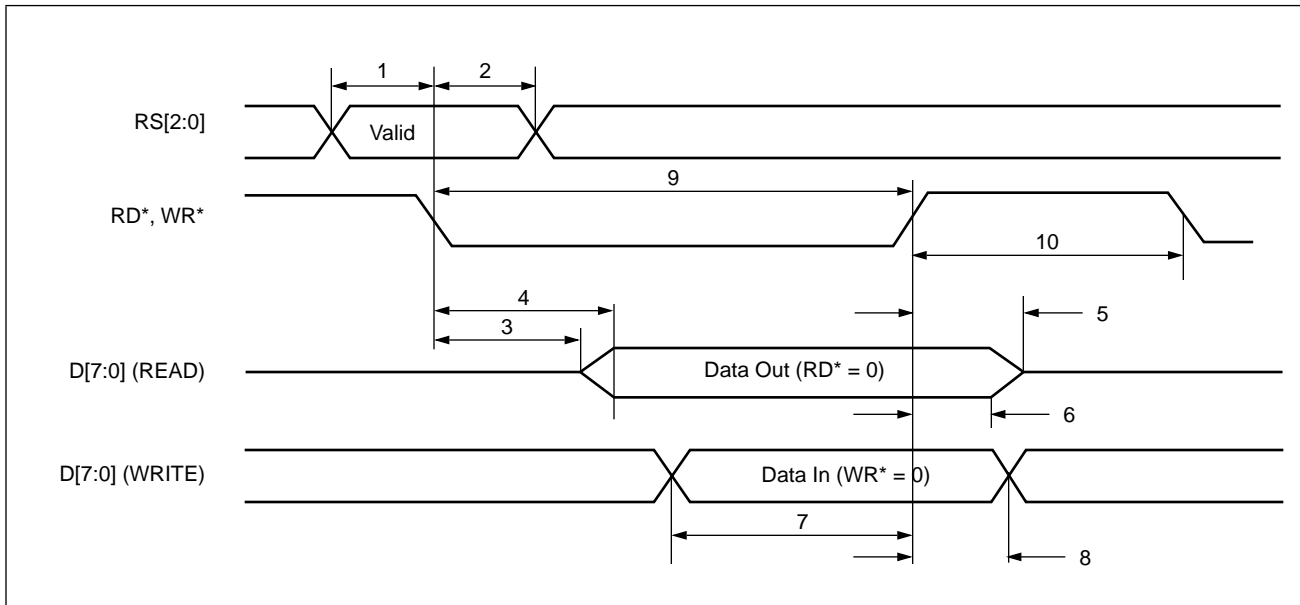 1 2
RS[2:0] Valid
9
RD*, WR*
10
4
5
3
D[7:0] (READ) Data Out (RD* = 0)
6
D[7:0] (WRITE) Data In (WR* = 0)
7
8